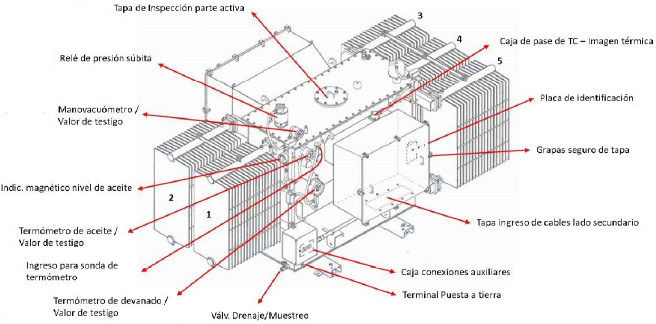 Tapa de Inspección parte activa
3
4
5
Caja de pase de TC – Imagen térmica
Relé de presión súbita
Placa de identificación
Manovacuómetro /
Valor de testigo
Grapas seguro de tapa
Indic. magnético nivel de aceite
2
1
Tapa ingreso de cables lado secundario
Termómetro de aceite /
Valor de testigo
Ingreso para sonda de
termómetro
Caja conexiones auxiliares
Termómetro de devanado /
Valor de testigo
Terminal Puesta a tierra
Válv. Drenaje/Muestreo